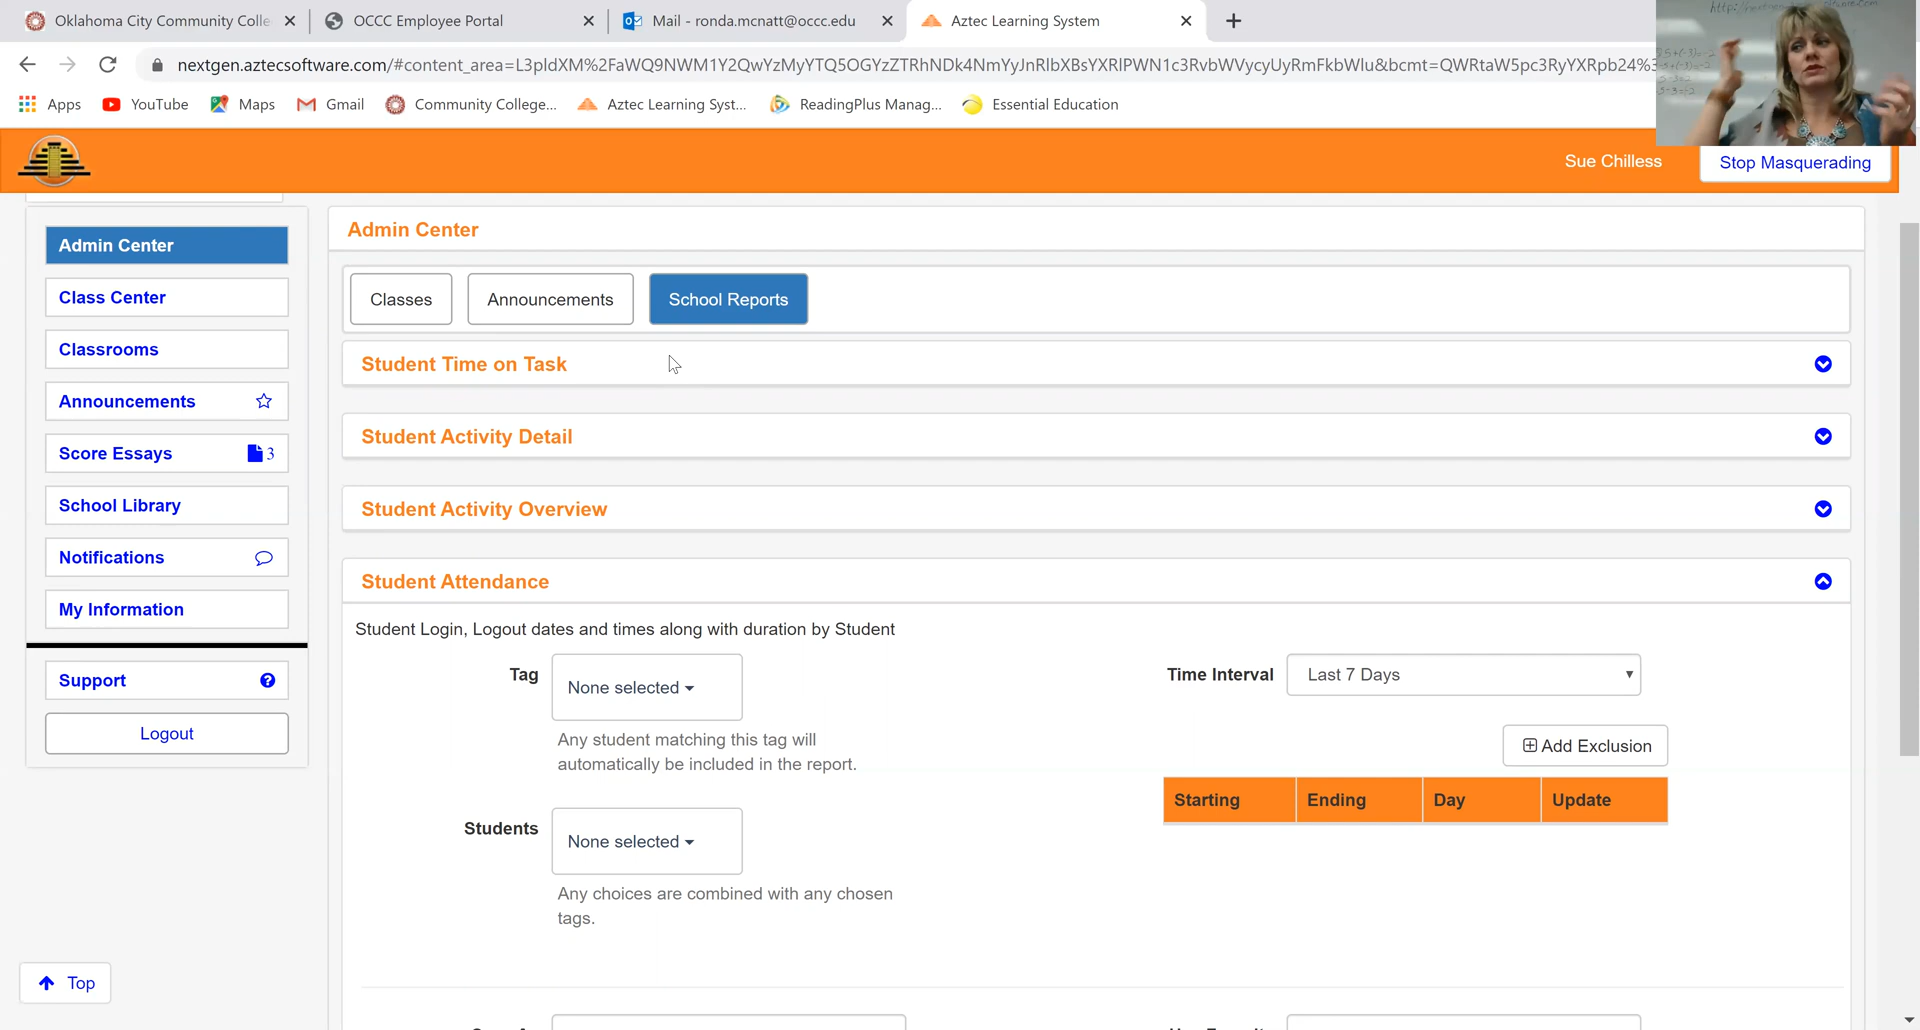 Oklahoma City Community Colle
OCCC Employee Portal
Mail - ronda.mcnatt@occc.edu
Aztec Learning System
nextgen.aztecsoftware.com/#content_area=L3pldXM%2FaWQ9NWM1Y2QwYzMyYTQ5OGYzZTRhNDk4NmYyJnRlbXBsYXRlPWN1c3RvbWVycyUyRmFkbWlu&bcmt=QWRtaW5pc3RyYXRpb24%3
Apps
YouTube
Maps
Gmail
Community College...
Aztec Learning Syst...
ReadingPlus Manag...
Essential Education
Sue Chilless
Stop Masquerading
Admin Center
Class Center
Classrooms
Announcements
Score Essays 3
School Library
Notifications
My Information
Support
Logout
Top
Admin Center
Classes
Announcements
School Reports
Student Time on Task
Student Activity Detail
Student Activity Overview
Student Attendance
Student Login, Logout dates and times along with duration by Student
Tag
None selected
Any student matching this tag will
automatically be included in the report.
Students
None selected
Any choices are combined with any chosen
tags.
Time Interval
Last 7 Days
Add Exclusion
Starting Ending Day Update